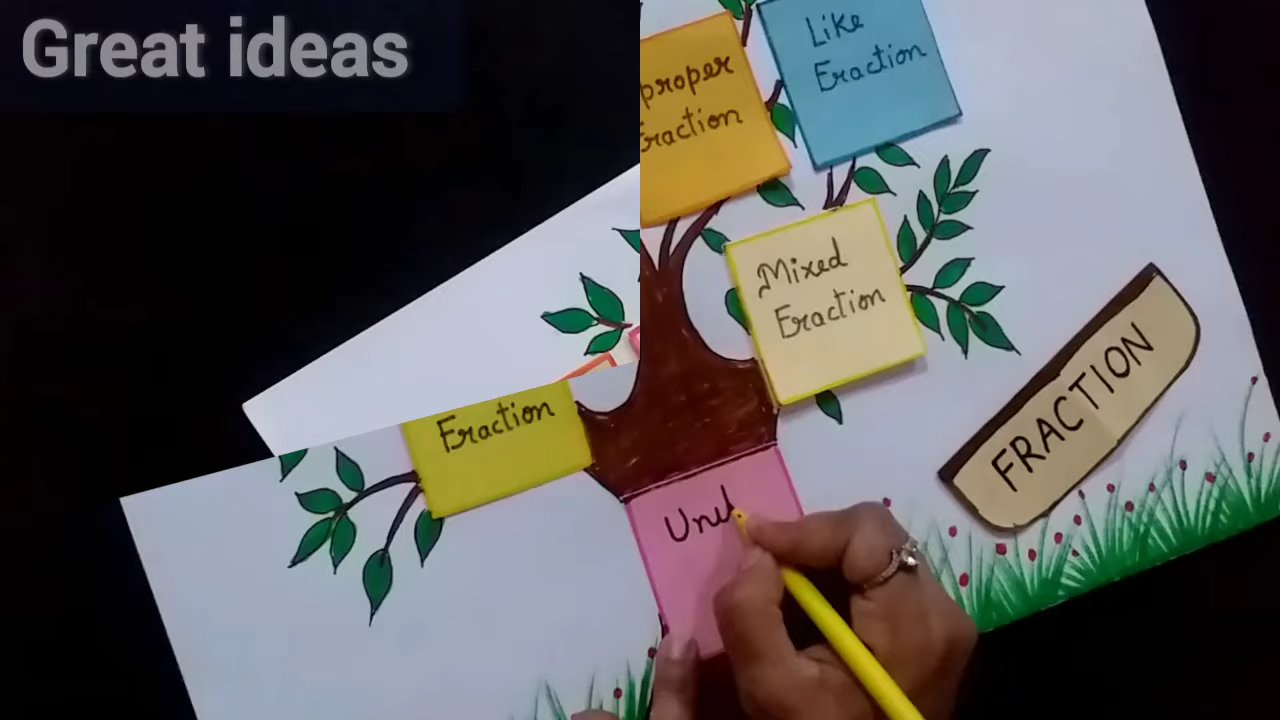 Great ideas
Like
Fraction
proper
Fraction
Mixed
Fraction
Fraction
FRACTION